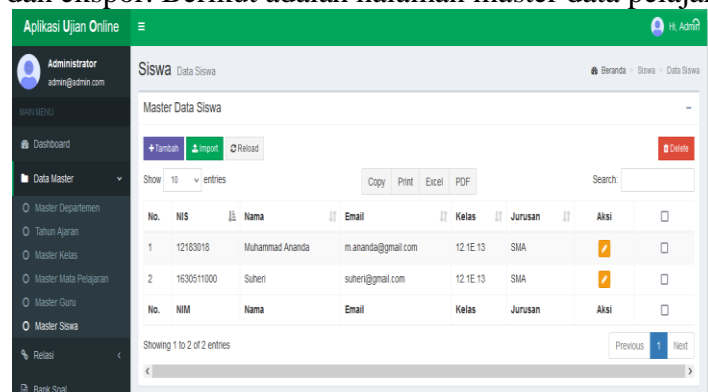 dan ekspor. Berikut adalah halaman master data pelajar
Aplikasi Ujian Online
Hi, Admin
Administrator
admin@admin.com
MAIN MENU
Dashboard
Data Master
Master Departemen
Tahun Ajaran
Master Kelas
Master Mata Pelajaran
Master Guru
Master Siswa
Relasi
Bank Soal
Siswa Data Siswa
Beranda > Siswa > Data Siswa
Master Data Siswa
+Tambah Import Reload Delete
Show 10 entries Copy Print Excel PDF Search:
No. NIS Nama Email Kelas Jurusan Aksi
1 12183018 Muhammad Ananda m.ananda@gmail.com 12.1E.13 SMA
2 1630511000 Suheri suheri@gmail.com 12.1E.13 SMA
No. NIM Nama Email Kelas Jurusan Aksi
Showing 1 to 2 of 2 entries Previous 1 Next